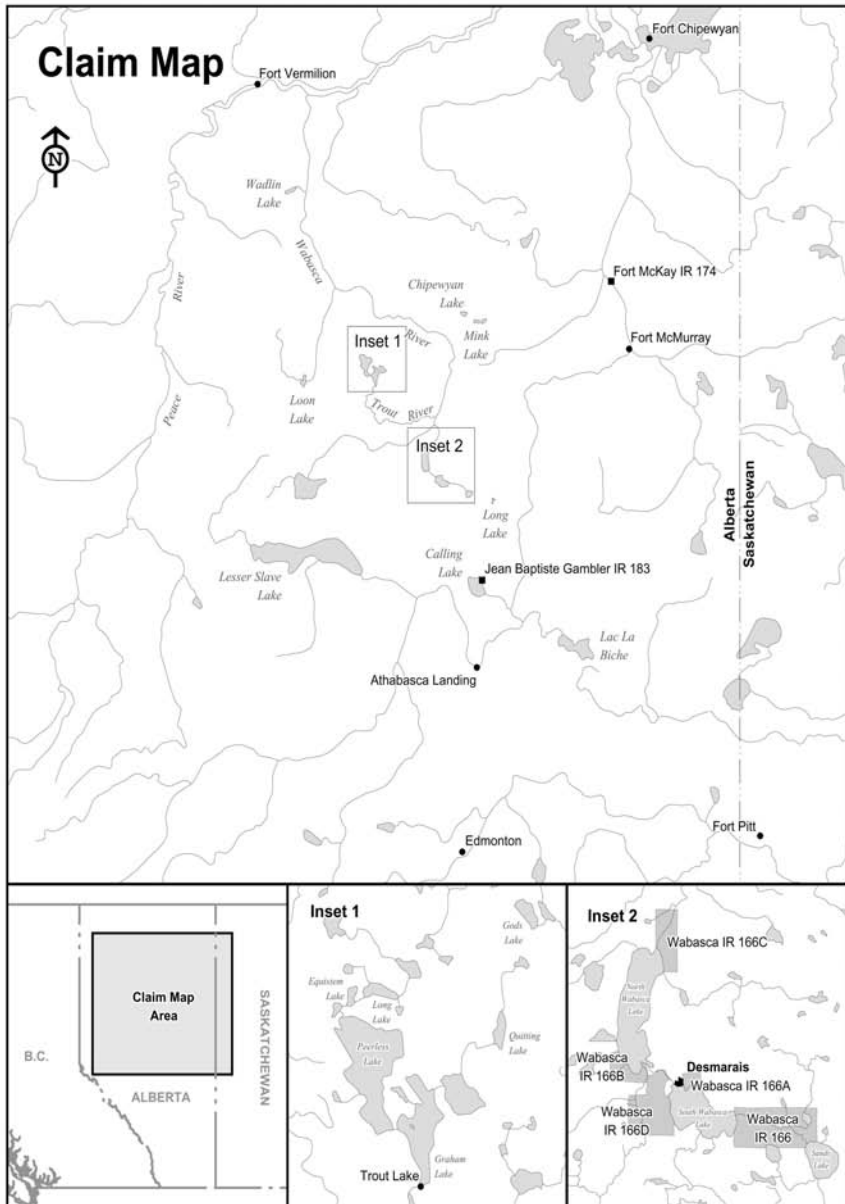 Claim Map
Fort Chipewyan
Fort Vermilion
N
Wadlin
Lake
Wabasca
River
River
Peace
Chipewyan
Lake
Mink
Lake
Fort McKay IR 174
Fort McMurray
Inset 1
Loon
Lake
Trout River
Inset 2
Long
Lake
Alberta
Saskatchewan
Calling
Lake
Jean Baptiste Gambler IR 183
Lesser Slave
Lake
Lac La
Biche
Athabasca Landing
Edmonton
Fort Pitt
Claim Map
Area
B.C.
ALBERTA
SASKATCHEWAN
Inset 1
Gods
Lake
Equisten
Lake
Long
Lake
Peerless
Lake
Quitting
Lake
Graham
Lake
Trout Lake
Inset 2
Wabasca IR 166C
North
Wabasca
Lake
Wabasca
IR 166B
Desmarais
Wabasca IR 166A
Wabasca
IR 166D
South Wabasca
Lake
Wabasca
IR 166
Sandy
Lake